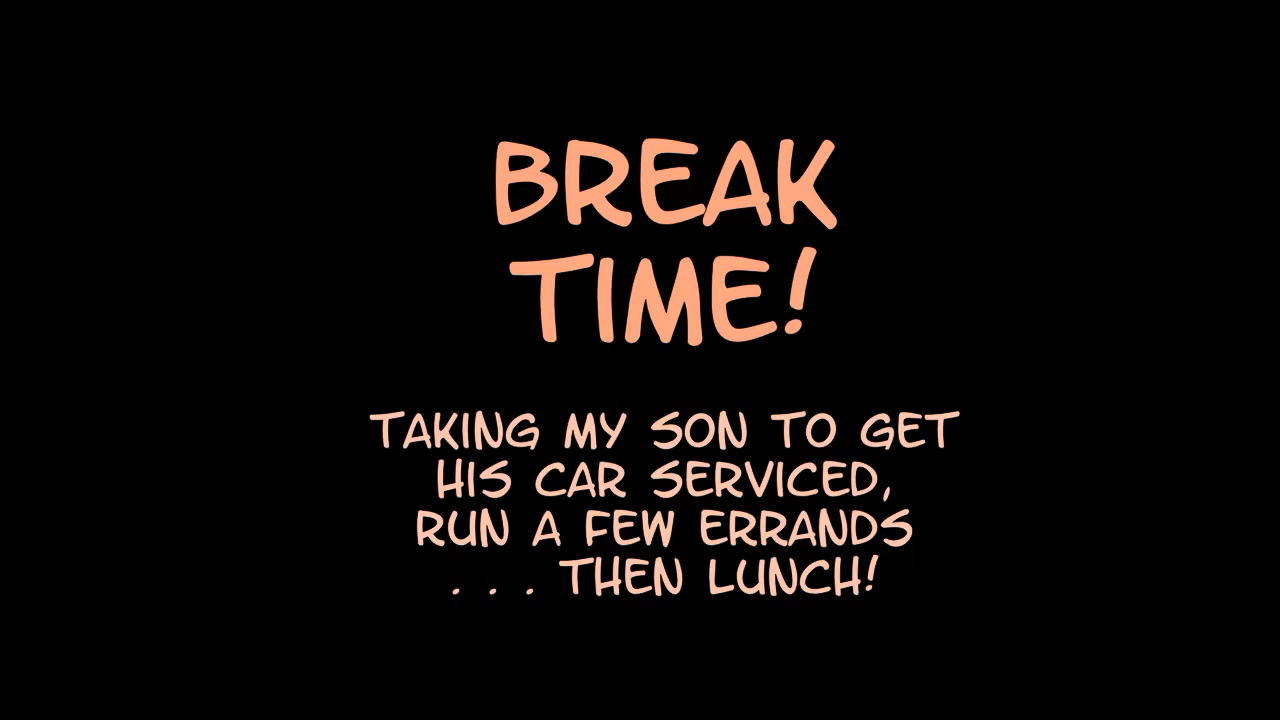 BREAK
TIME!
TAKING MY SON TO GET
HIS CAR SERVICED,
RUN A FEW ERRANDS
. . . THEN LUNCH!